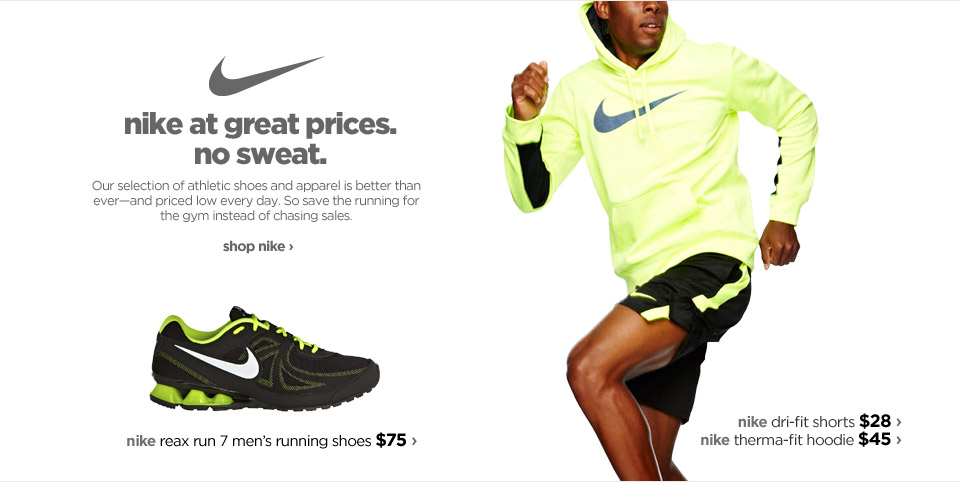 nike at great prices.
no sweat.
Our selection of athletic shoes and apparel is better than
ever—and priced low every day. So save the running for
the gym instead of chasing sales.
shop nike ›
nike reax run 7 men’s running shoes $75 ›
nike dri-fit shorts $28 ›
nike therma-fit hoodie $45 ›